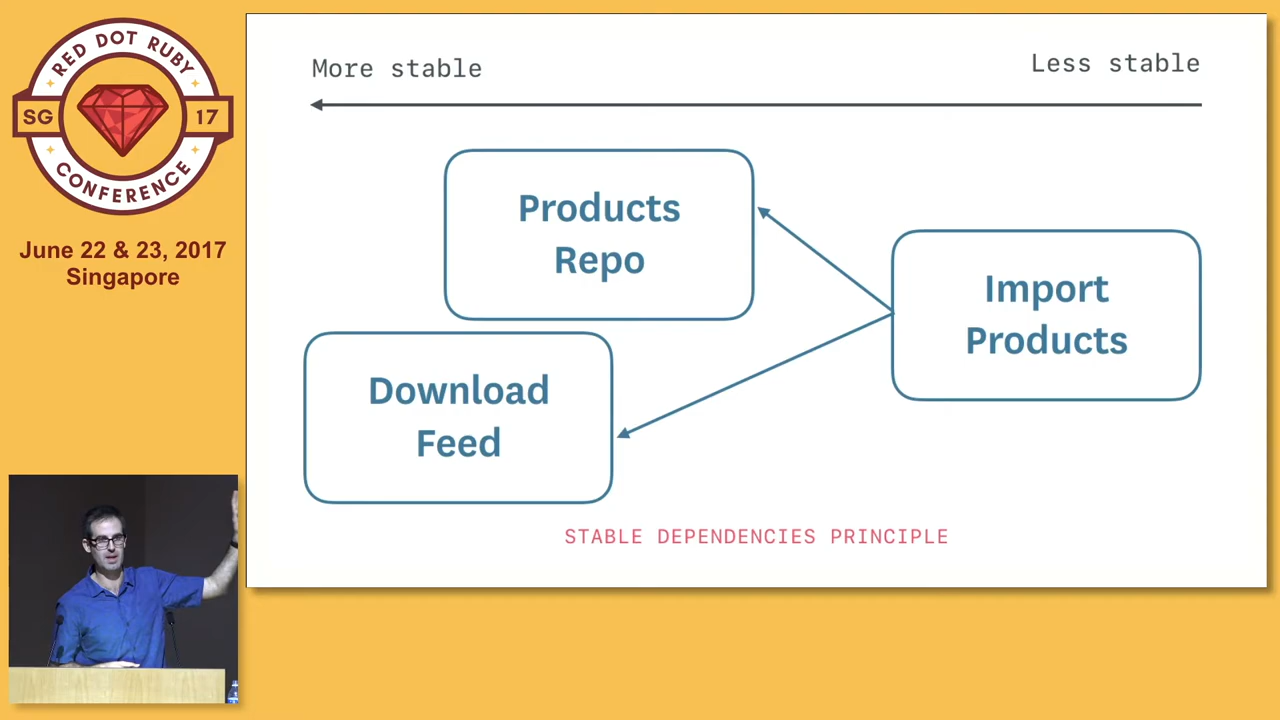 RED DOT RUBY
SG
17
CONFERENCE
June 22 & 23, 2017
Singapore
More stable
Less stable
Products
Repo
Import
Products
Download
Feed
STABLE DEPENDENCIES PRINCIPLE